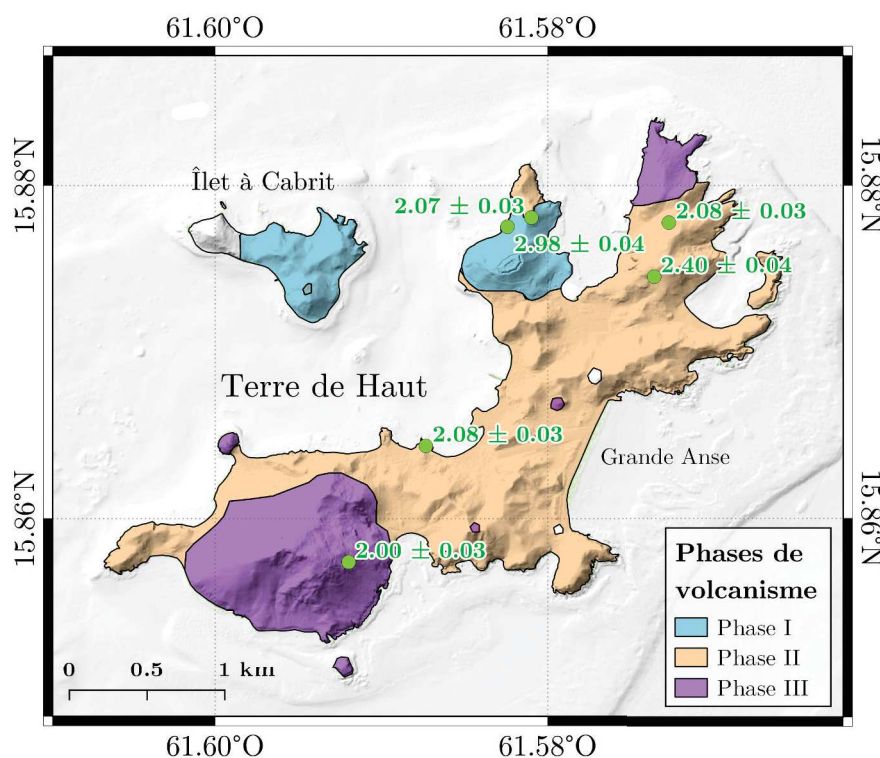 61.60°O 61.58°O
15.88°N 15.88°N
Îlet à Cabrit
2.07 ± 0.03
2.08 ± 0.03
2.98 ± 0.04
2.40 ± 0.04
Terre de Haut
2.08 ± 0.03
Grande Anse
15.86°N 15.86°N
2.00 ± 0.03
Phases de
volcanisme
Phase I
Phase II
Phase III
0 0.5 1 km
61.60°O 61.58°O